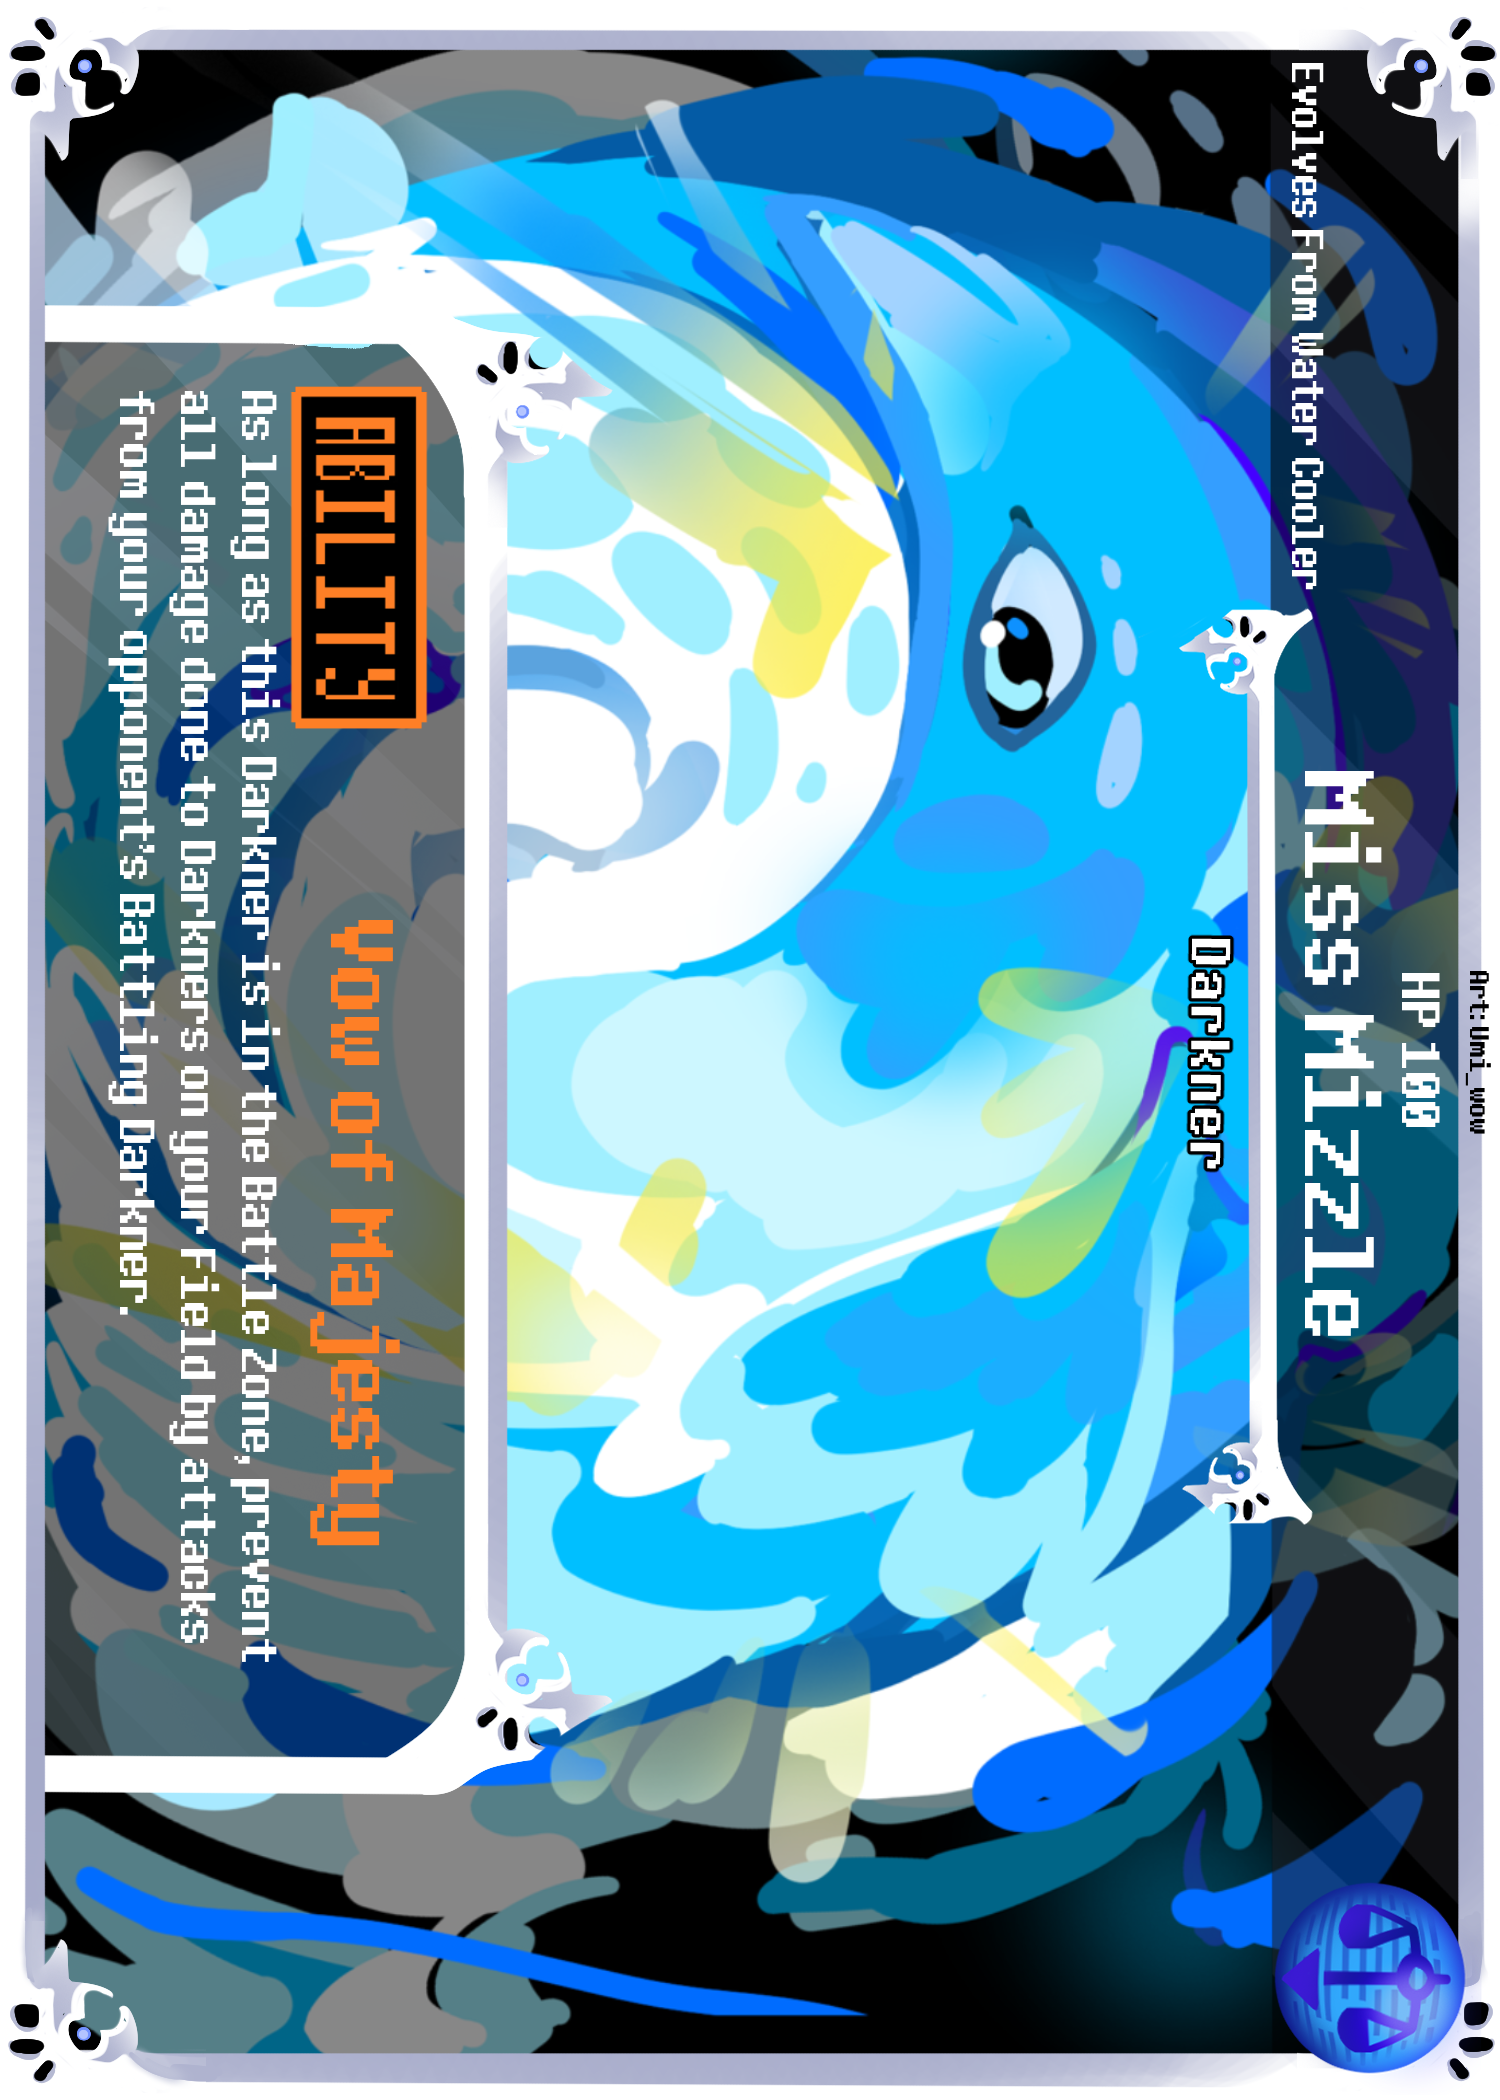 Art: Umi_wow
HP 100
Miss Mizzle
Evolves From Water Cooler
Darkner
ABILITY
Vow of Majesty
As long as this Darkner is in the Battle Zone, prevent
all damage done to Darkners on your Field by attacks
from your opponent's Battling Darkner.